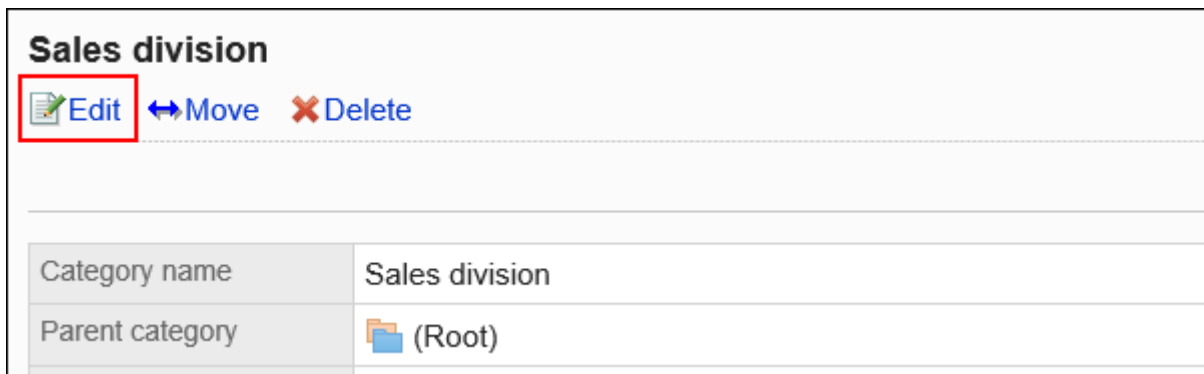 Sales division
Edit Move Delete
Category name Sales division
Parent category (Root)